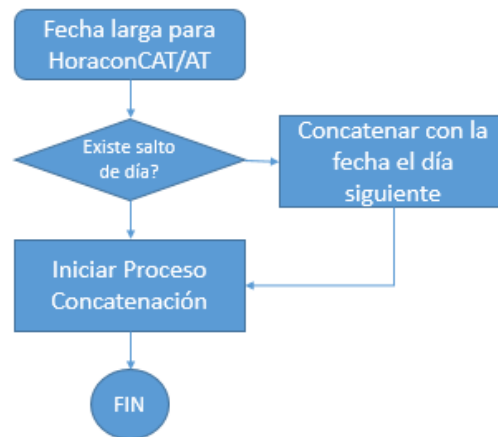 Fecha larga para
HoraconCAT/AT
Existe salto
de día?
Concatenar con la
fecha el día
siguiente
Iniciar Proceso
Concatenación
FIN